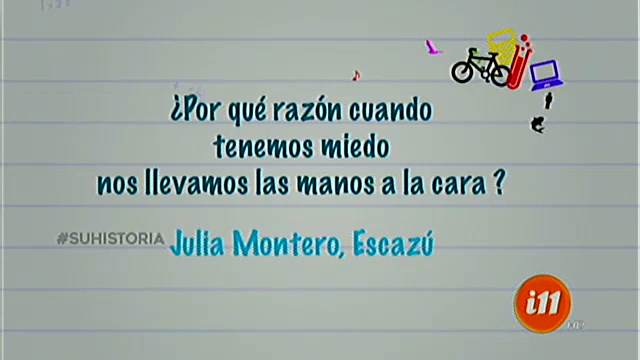 ¿Por qué razón cuando
tenemos miedo
nos llevamos las manos a la cara ?
#SUHISTORIA
Julia Montero, Escazú
i11